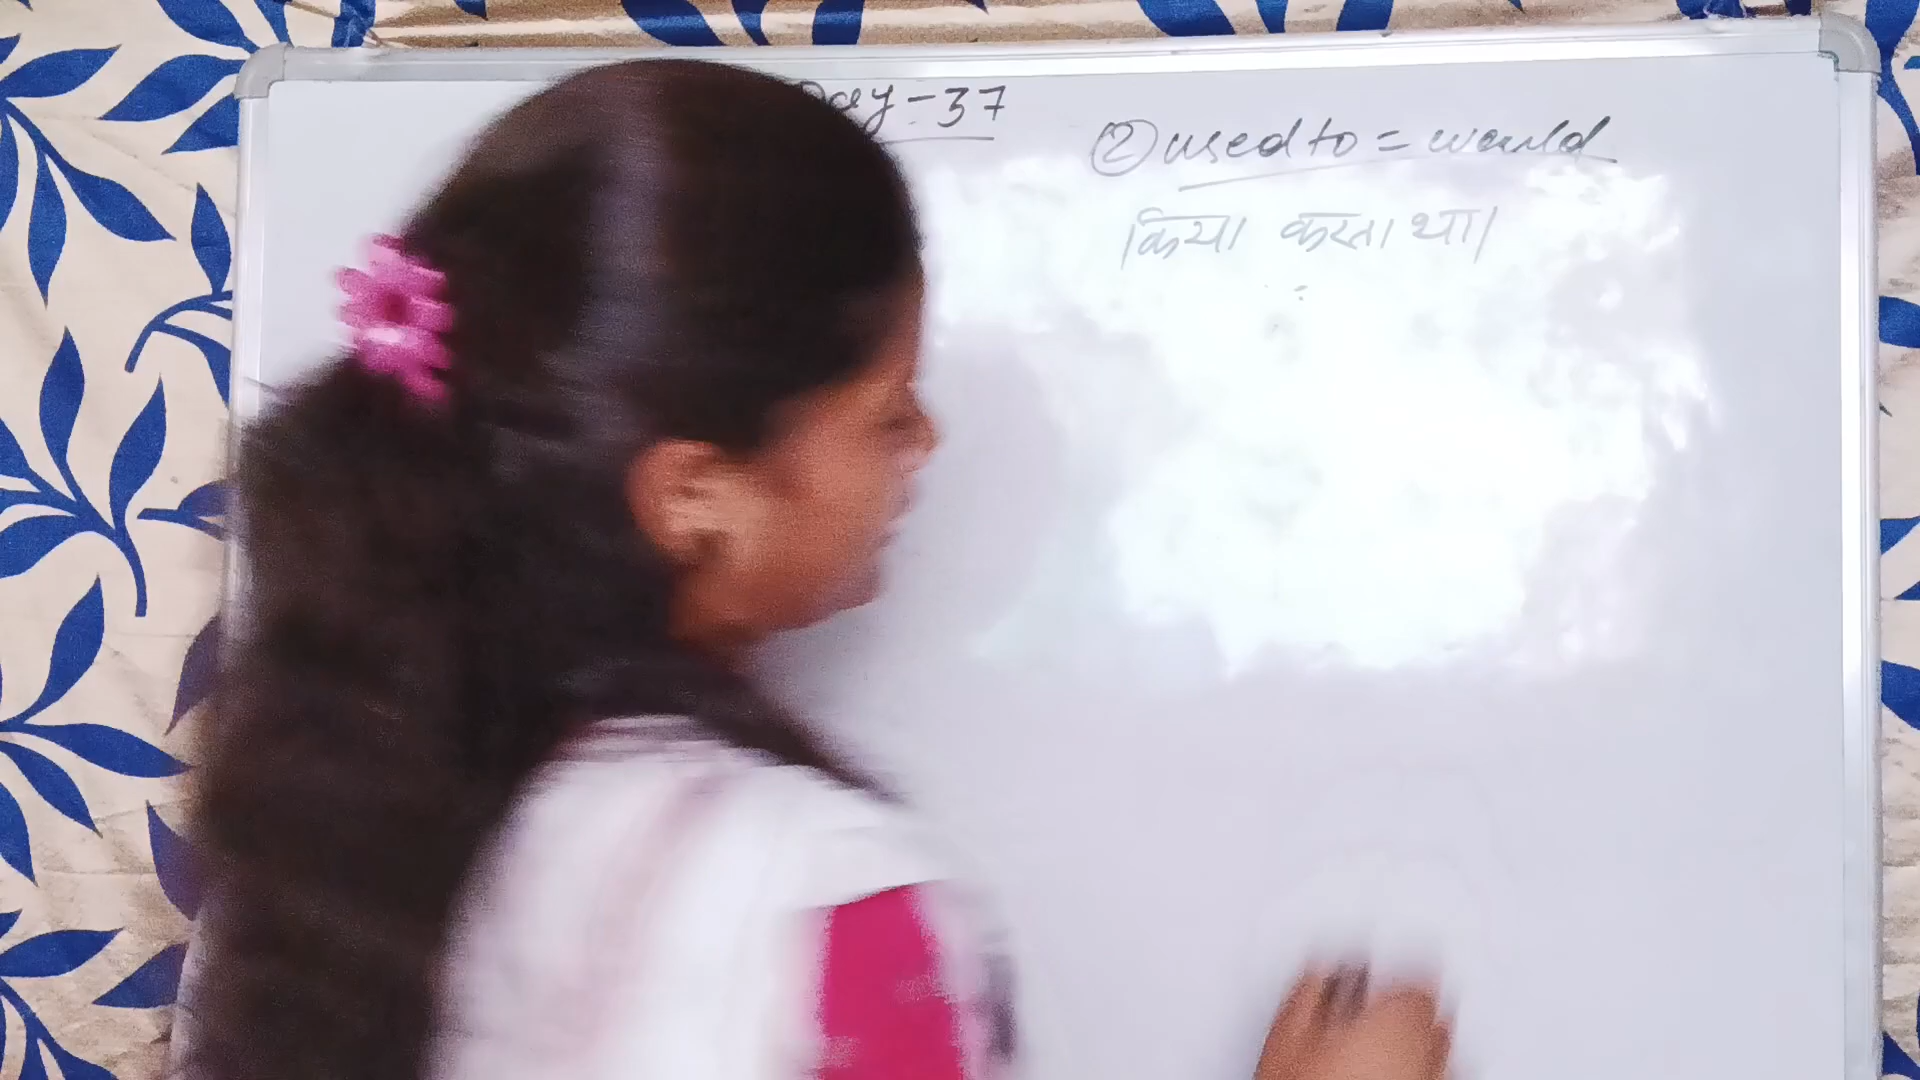 Day-37
② used to = would
किया करता था।